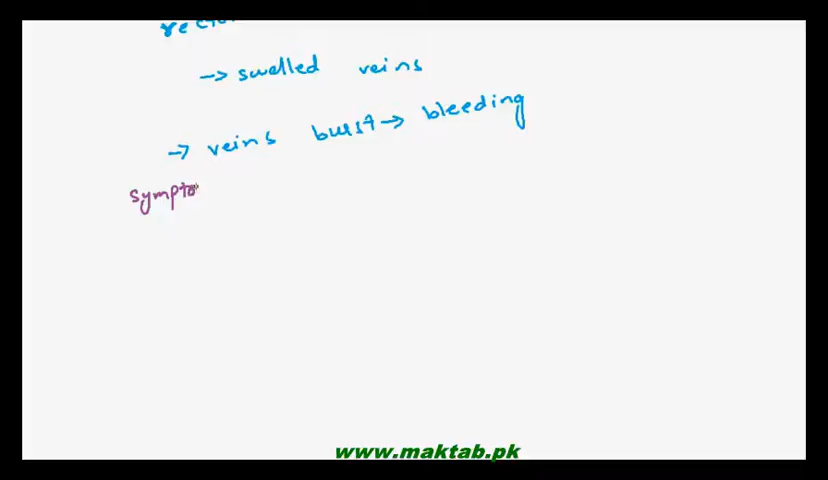 → swelled veins
→ veins burst → bleeding
sympto
www.maktab.pk